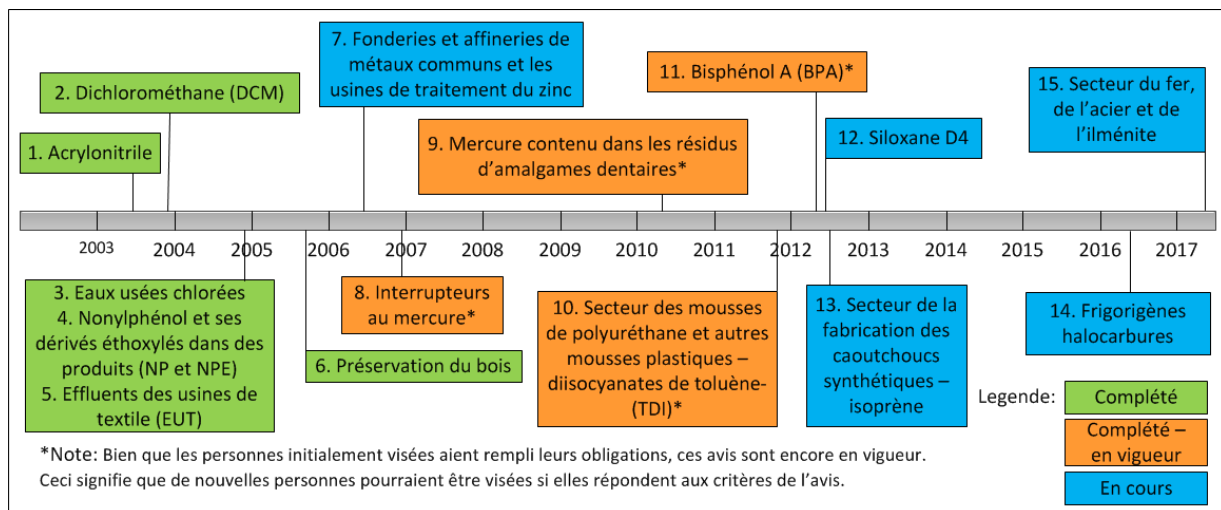 7. Fonderies et affineries de
métaux communs et les
usines de traitement du zinc
11. Bisphénol A (BPA)*
15. Secteur du fer,
de l'acier et de
l'ilménite
2. Dichlorométhane (DCM)
1. Acrylonitrile
9. Mercure contenu dans les résidus
d'amalgames dentaires*
12. Siloxane D4
2003 2004 2005 2006 2007 2008 2009 2010 2011 2012 2013 2014 2015 2016 2017
3. Eaux usées chlorées
4. Nonylphénol et ses
dérivés éthoxylés dans des
produits (NP et NPE)
5. Effluents des usines de
textile (EUT)
8. Interrupteurs
au mercure*
6. Préservation du bois
10. Secteur des mousses
de polyuréthane et autres
mousses plastiques –
diisocyanates de toluène-
(TDI)*
13. Secteur de la
fabrication des
caoutchoucs
synthétiques –
isoprène
14. Frigorigènes
halocarbures
Legende:
Complété
Complété –
en vigueur
En cours
*Note: Bien que les personnes initialement visées aient rempli leurs obligations, ces avis sont encore en vigueur.
Ceci signifie que de nouvelles personnes pourraient être visées si elles répondent aux critères de l'avis.